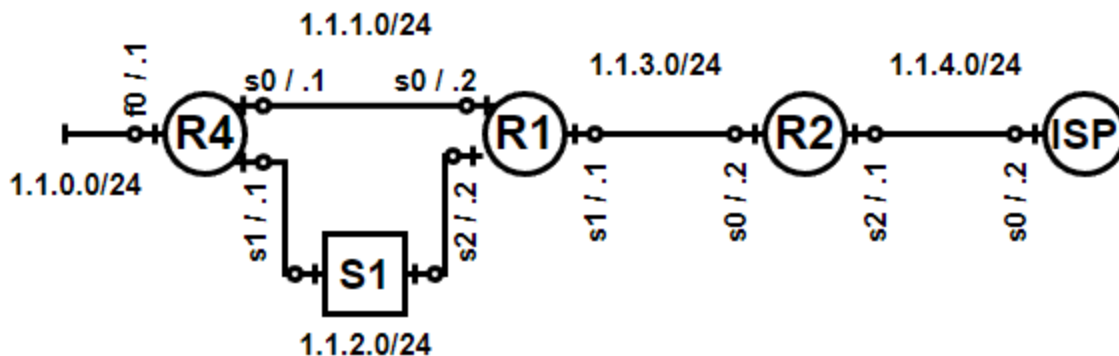 1.1.1.0/24
f0 / .1
s0 / .1
s0 / .2
1.1.3.0/24
1.1.4.0/24
R4
R1
R2
ISP
1.1.0.0/24
s1 / .1
s2 / .2
s1 / .1
s0 / .2
s2 / .1
s0 / .2
S1
1.1.2.0/24